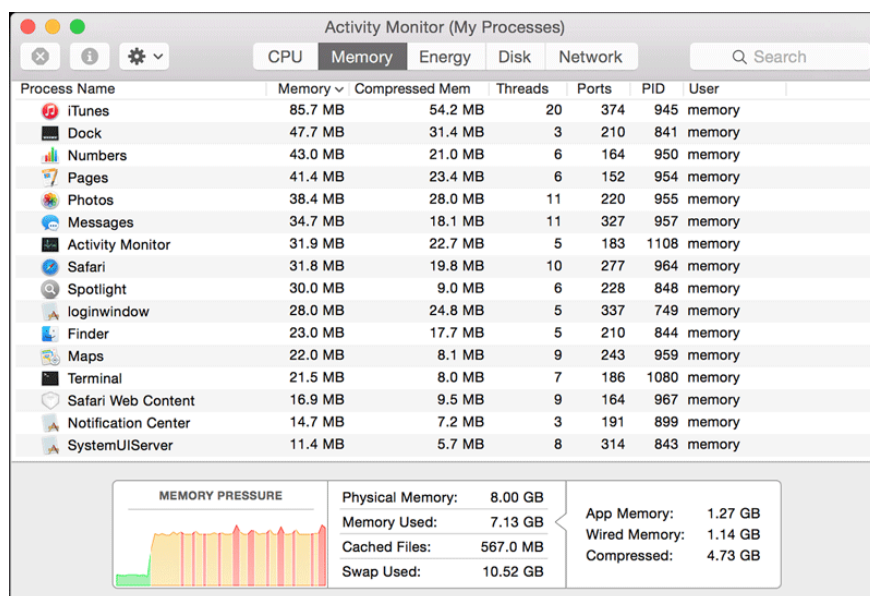 Activity Monitor (My Processes)
CPU Memory Energy Disk Network Search
Process Name Memory Compressed Mem Threads Ports PID User
iTunes 85.7 MB 54.2 MB 20 374 945 memory
Dock 47.7 MB 31.4 MB 3 210 841 memory
Numbers 43.0 MB 21.0 MB 6 164 950 memory
Pages 41.4 MB 23.4 MB 6 152 954 memory
Photos 38.4 MB 28.0 MB 11 220 955 memory
Messages 34.7 MB 18.1 MB 11 327 957 memory
Activity Monitor 31.9 MB 22.7 MB 5 183 1108 memory
Safari 31.8 MB 19.8 MB 10 277 964 memory
Spotlight 30.0 MB 9.0 MB 6 228 848 memory
loginwindow 28.0 MB 24.8 MB 5 337 749 memory
Finder 23.0 MB 17.7 MB 5 210 844 memory
Maps 22.0 MB 8.1 MB 9 243 959 memory
Terminal 21.5 MB 8.0 MB 7 186 1080 memory
Safari Web Content 16.9 MB 9.5 MB 9 164 967 memory
Notification Center 14.7 MB 7.2 MB 3 191 899 memory
SystemUIServer 11.4 MB 5.7 MB 8 314 843 memory
MEMORY PRESSURE
Physical Memory: 8.00 GB
Memory Used: 7.13 GB
Cached Files: 567.0 MB
Swap Used: 10.52 GB
App Memory: 1.27 GB
Wired Memory: 1.14 GB
Compressed: 4.73 GB